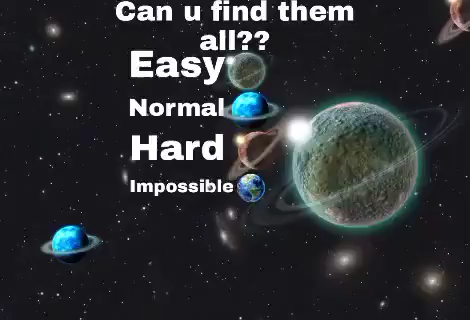 Can u find them
all??
Easy
Normal
Hard
Impossible